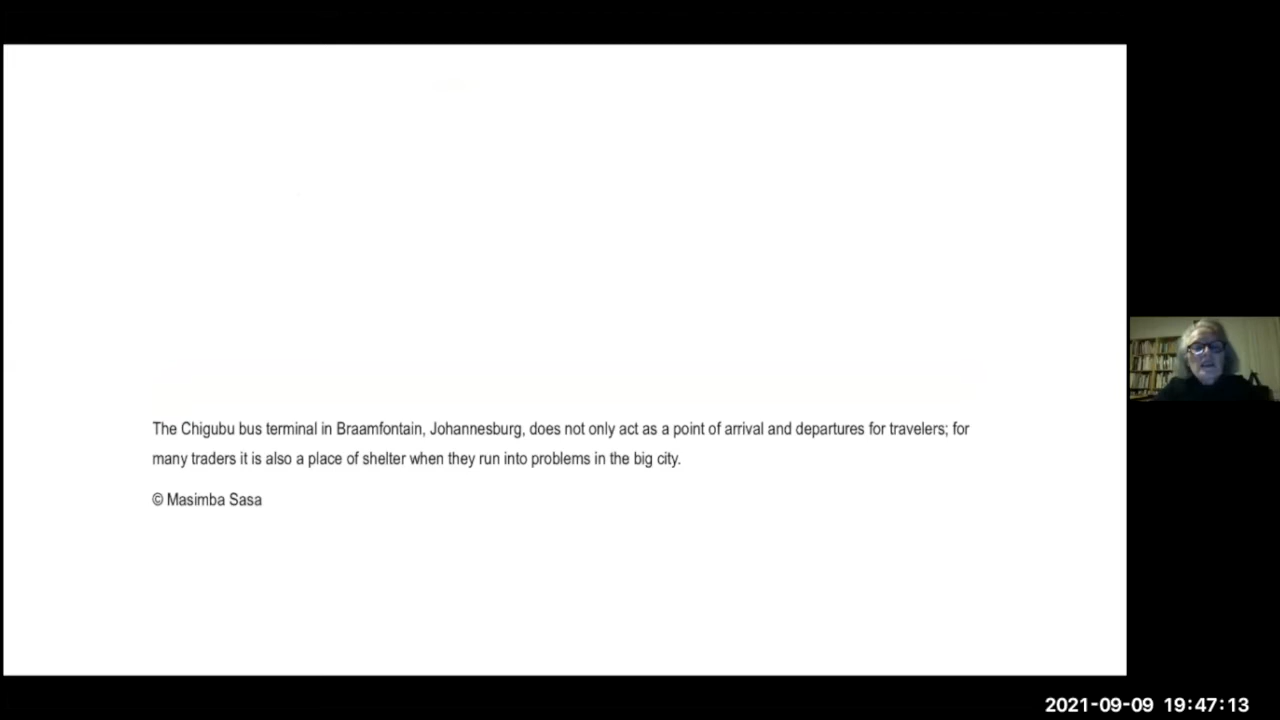 The Chigubu bus terminal in Braamfontain, Johannesburg, does not only act as a point of arrival and departures for travelers; for
many traders it is also a place of shelter when they run into problems in the big city.
© Masimba Sasa
2021-09-09 19:47:13